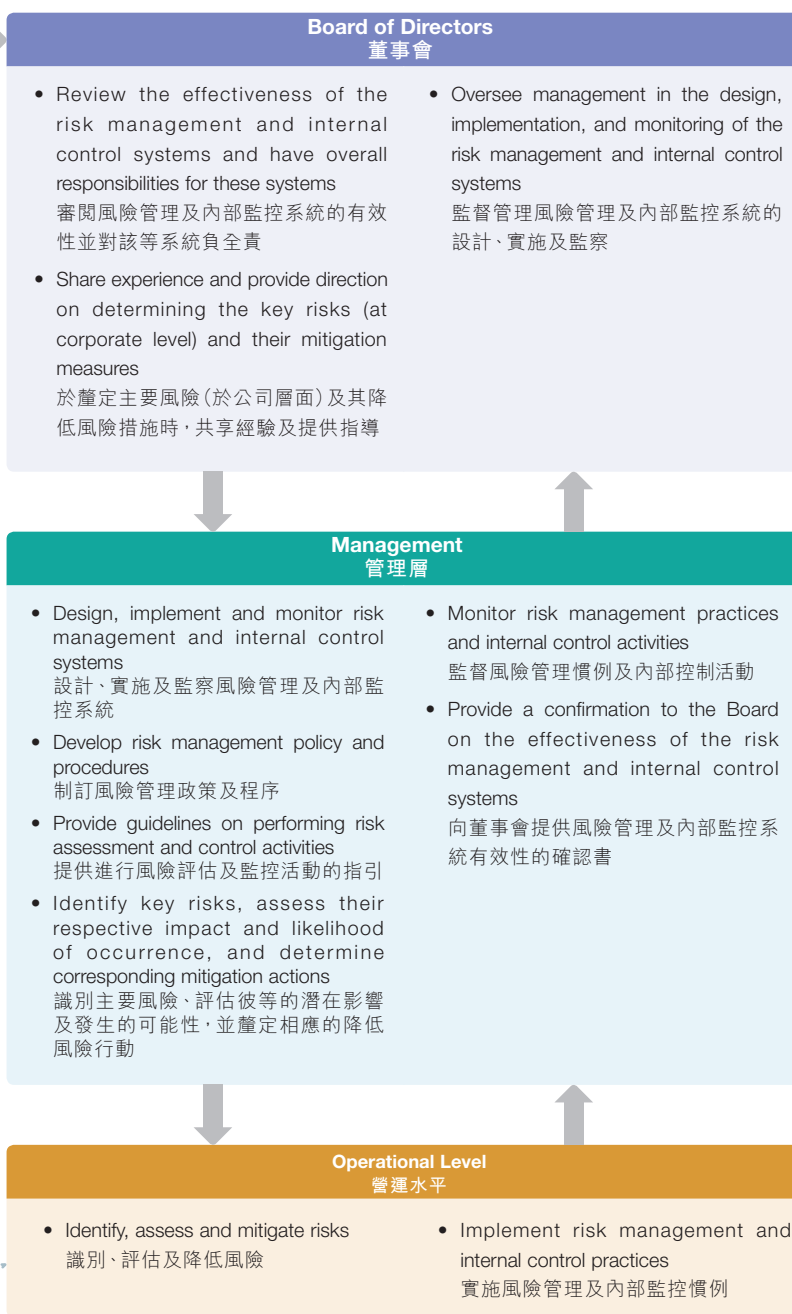 Board of Directors
董事會
• Review the effectiveness of the
risk management and internal
control systems and have overall
responsibilities for these systems
審閱風險管理及內部監控系統的有效
性並對該等系統負全責
• Share experience and provide direction
on determining the key risks (at
corporate level) and their mitigation
measures
於釐定主要風險(於公司層面)及其降
低風險措施時,共享經驗及提供指導
• Oversee management in the design,
implementation, and monitoring of the
risk management and internal control
systems
監督管理風險管理及內部監控系統的
設計、實施及監察
Management
管理層
• Design, implement and monitor risk
management and internal control
systems
設計、實施及監察風險管理及內部監
控系統
• Develop risk management policy and
procedures
制訂風險管理政策及程序
• Provide guidelines on performing risk
assessment and control activities
提供進行風險評估及監控活動的指引
• Identify key risks, assess their
respective impact and likelihood
of occurrence, and determine
corresponding mitigation actions
識別主要風險、評估彼等的潛在影響
及發生的可能性,並釐定相應的降低
風險行動
• Monitor risk management practices
and internal control activities
監督風險管理慣例及內部控制活動
• Provide a confirmation to the Board
on the effectiveness of the risk
management and internal control
systems
向董事會提供風險管理及內部監控系
統有效性的確認書
Operational Level
營運水平
• Identify, assess and mitigate risks
識別、評估及降低風險
• Implement risk management and
internal control practices
實施風險管理及內部監控慣例